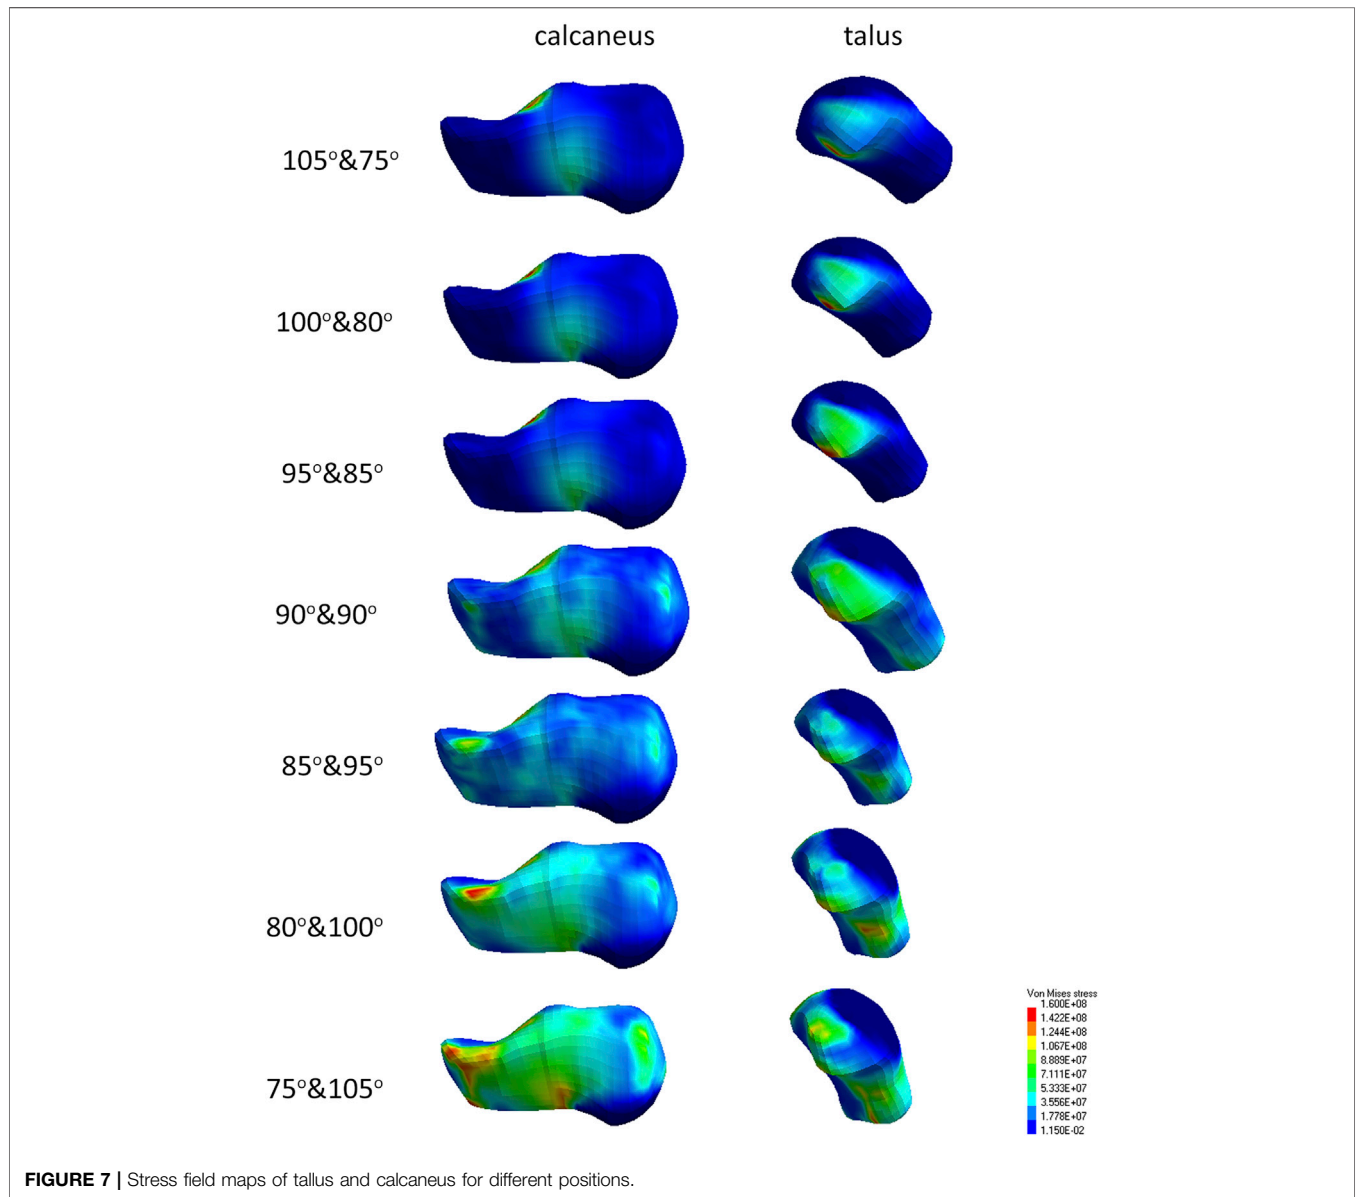 calcaneus talus
105°&75°
100°&80°
95°&85°
90°&90°
85°&95°
80°&100°
75°&105°
Von Mises stress
1.600E+08
1.422E+08
1.244E+08
1.067E+08
8.889E+07
7.111E+07
5.333E+07
3.556E+07
1.778E+07
1.150E-02
FIGURE 7 | Stress field maps of tallus and calcaneus for different positions.